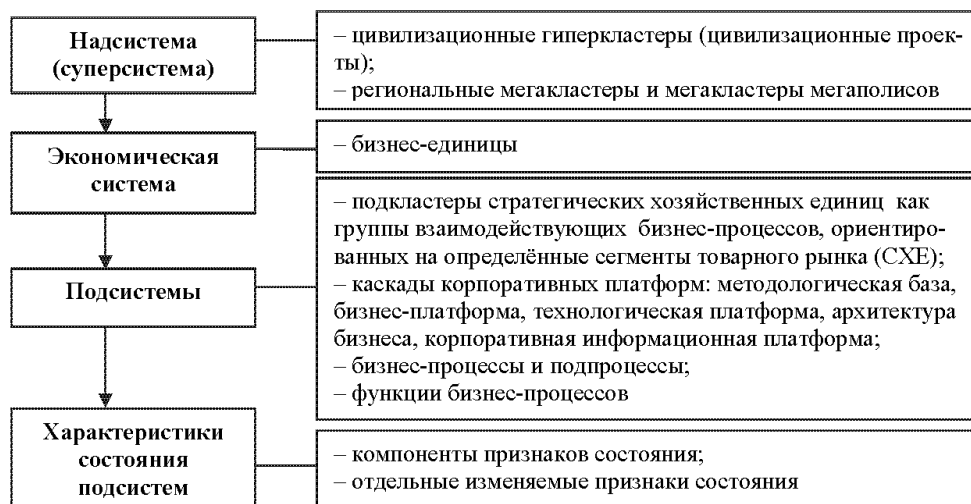 Надсистема
(суперсистема)
– цивилизационные гиперкластеры (цивилизационные проек-
ты);
– региональные мегакластеры и мегакластеры мегаполисов
Экономическая
система
– бизнес-единицы
Подсистемы
– подкластеры стратегических хозяйственных единиц как
группы взаимодействующих бизнес-процессов, ориентиро-
ванных на определённые сегменты товарного рынка (СХЕ);
– каскады корпоративных платформ: методологическая база,
бизнес-платформа, технологическая платформа, архитектура
бизнеса, корпоративная информационная платформа;
– бизнес-процессы и подпроцессы;
– функции бизнес-процессов
Характеристики
состояния
подсистем
– компоненты признаков состояния;
– отдельные изменяемые признаки состояния